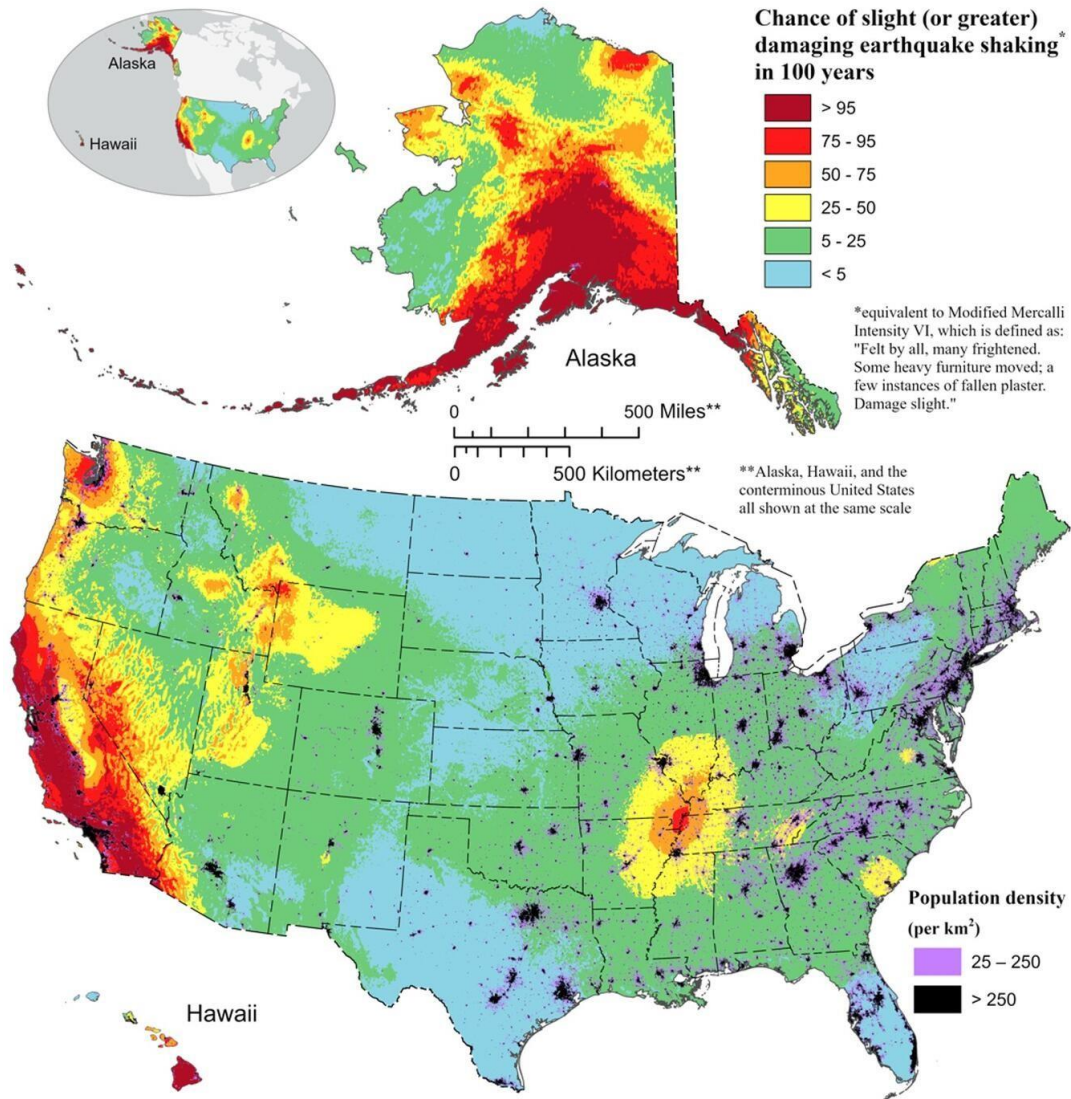 Alaska
Hawaii
Chance of slight (or greater)
damaging earthquake shaking*
in 100 years
> 95
75 - 95
50 - 75
25 - 50
5 - 25
< 5
*equivalent to Modified Mercalli
Intensity VI, which is defined as:
"Felt by all, many frightened.
Some heavy furniture moved; a
few instances of fallen plaster.
Damage slight."
Alaska
0 500 Miles**
0 500 Kilometers**
**Alaska, Hawaii, and the
conterminous United States
all shown at the same scale
Population density
(per km²)
25 – 250
> 250
Hawaii